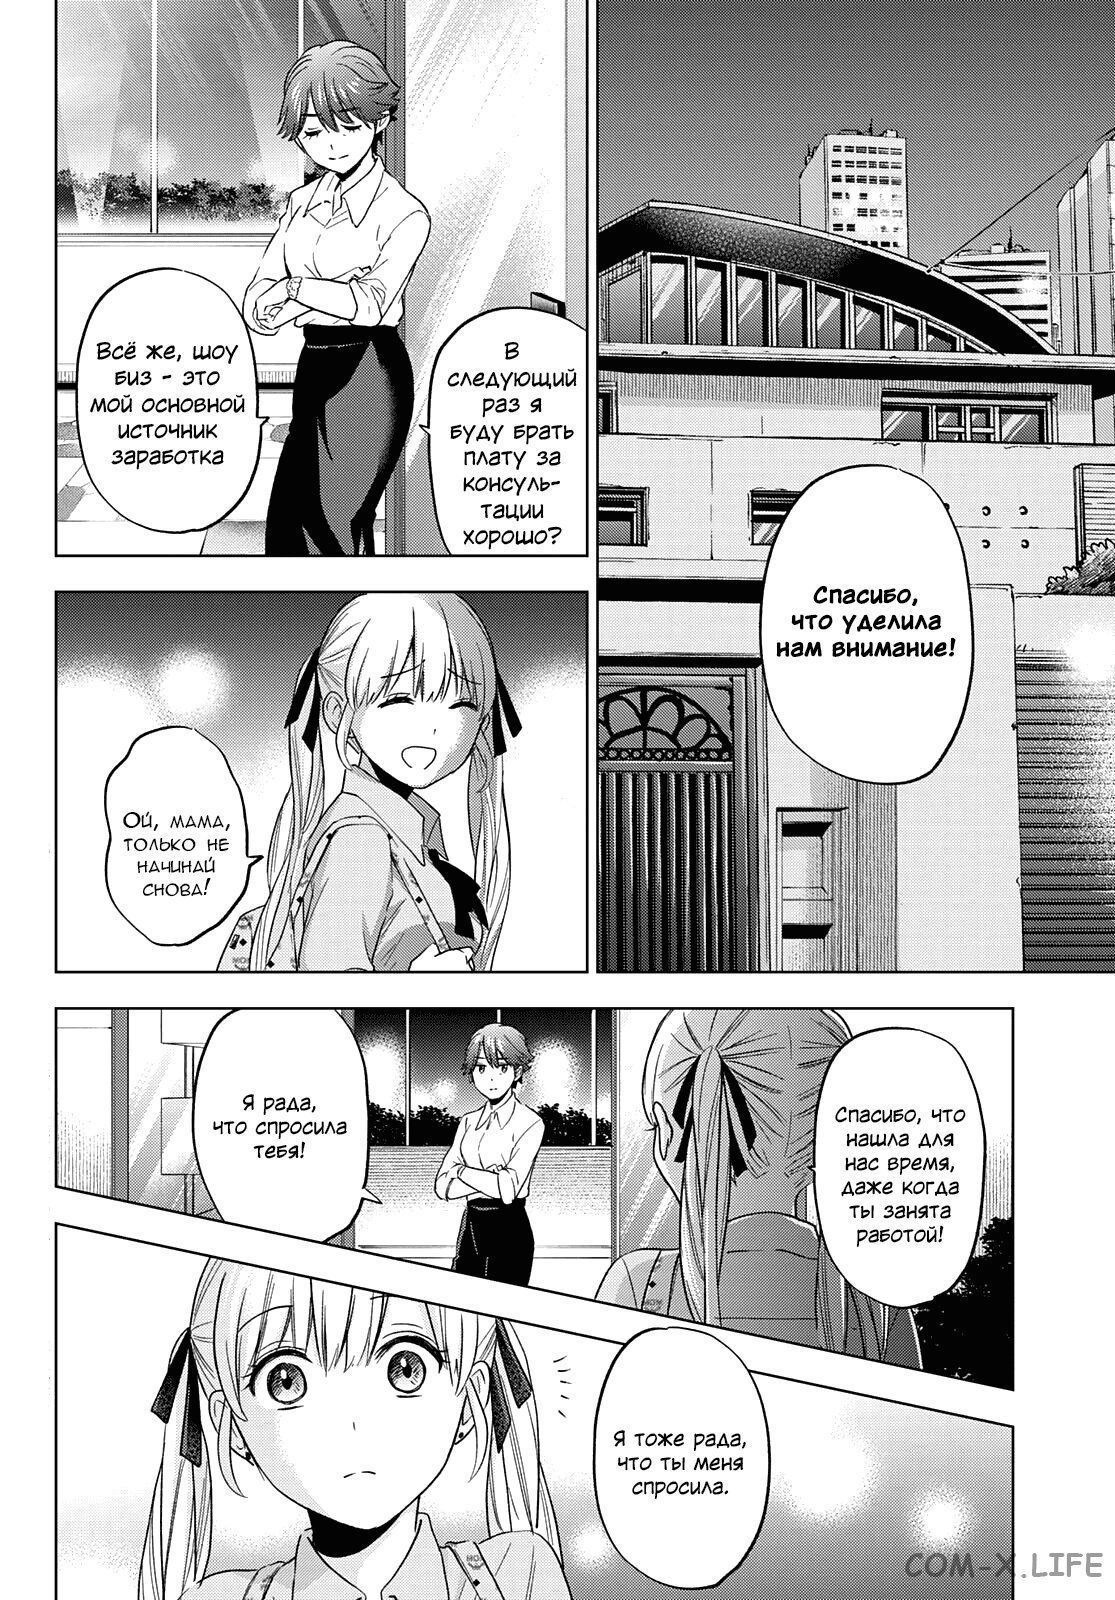 Спасибо,
что уделила
нам внимание!
В
следующий
раз я
буду брать
плату за
консуль-
тации
хорошо?
Всё же, шоу
биз - это
мой основной
источник
заработка
Ой, мама,
только не
начинай
снова!
Спасибо, что
нашла для
нас время,
даже когда
ты занята
работой!
Я рада,
что спросила
тебя!
Я тоже рада,
что ты меня
спросила.
COM-X.LIFE